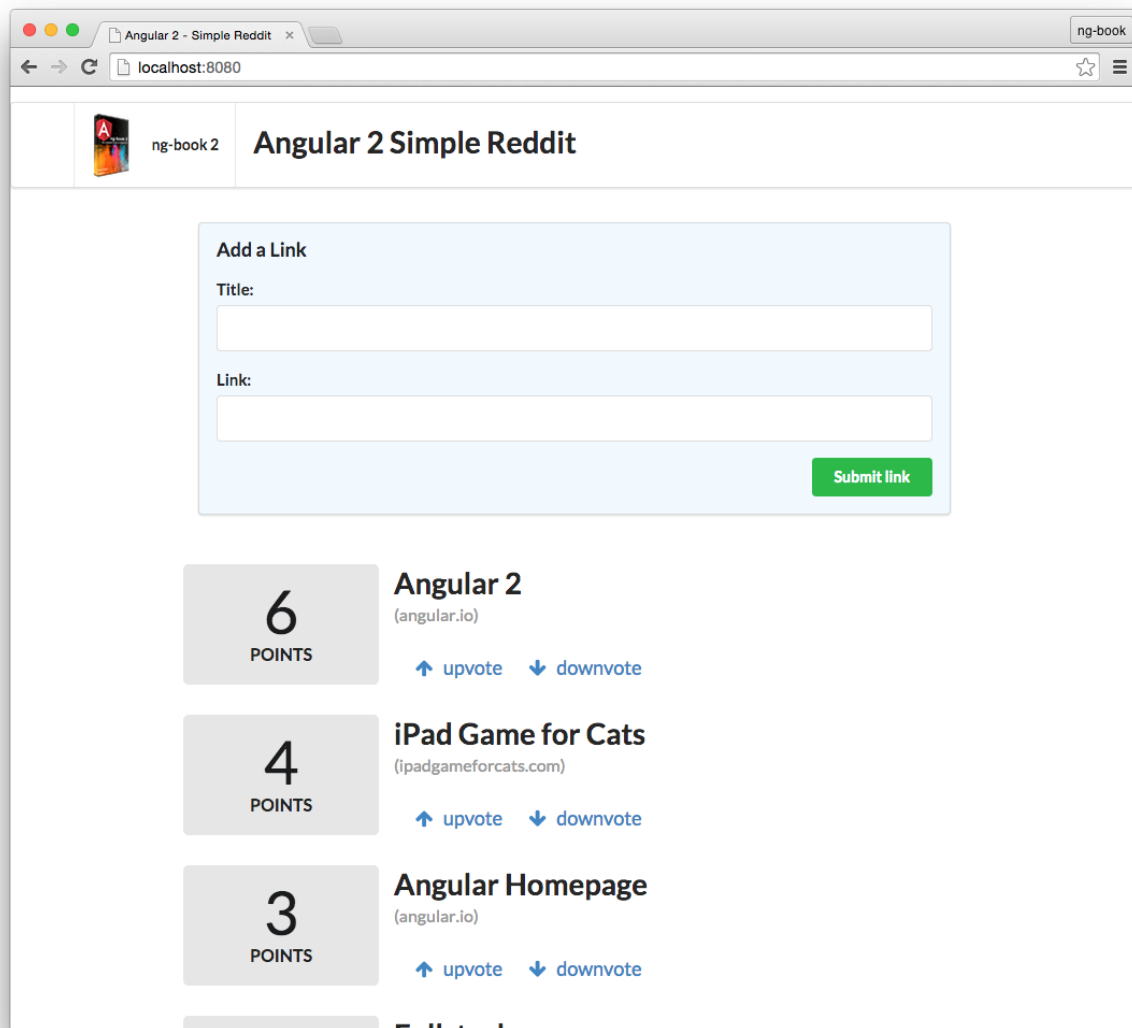 Angular 2 - Simple Reddit
ng-book
localhost:8080
ng-book 2
Angular 2 Simple Reddit
Add a Link
Title:
Link:
Submit link
6
POINTS
Angular 2
(angular.io)
upvote downvote
4
POINTS
iPad Game for Cats
(ipadgameforcats.com)
upvote downvote
3
POINTS
Angular Homepage
(angular.io)
upvote downvote